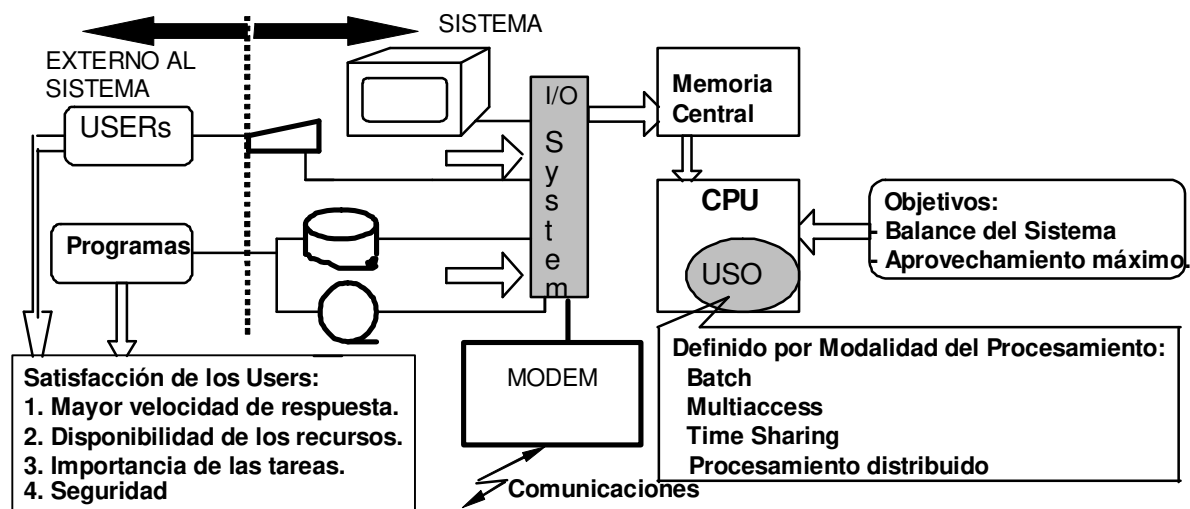 SISTEMA
EXTERNO AL
SISTEMA
USERs
Programas
I/O
System
Memoria
Central
CPU
USO
Objetivos:
- Balance del Sistema
- Aprovechamiento máximo.
Satisfacción de los Users:
1. Mayor velocidad de respuesta.
2. Disponibilidad de los recursos.
3. Importancia de las tareas.
4. Seguridad
MODEM
Comunicaciones
Definido por Modalidad del Procesamiento:
Batch
Multiaccess
Time Sharing
Procesamiento distribuido